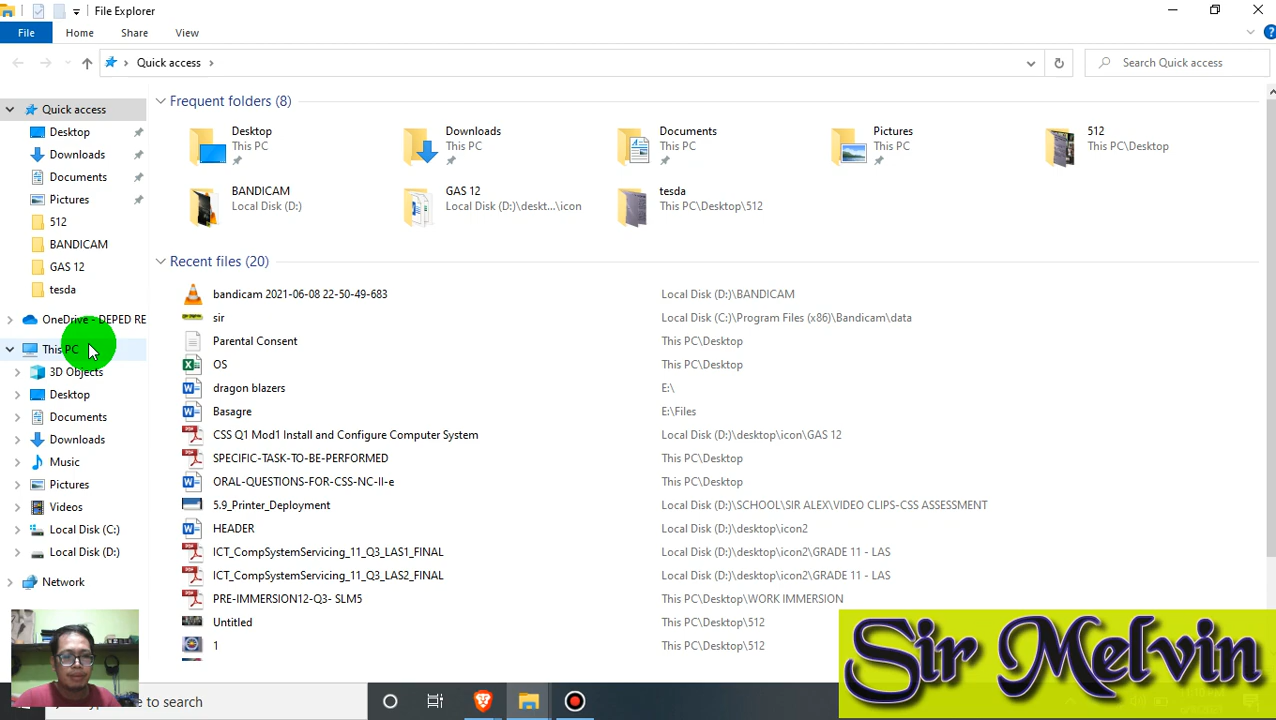 File Explorer
File
Home
Share
View
Quick access
Search Quick access
Quick access
Desktop
Downloads
Documents
Pictures
512
BANDICAM
GAS 12
tesda
OneDrive - DEPED RE
This PC
3D Objects
Desktop
Documents
Downloads
Music
Pictures
Videos
Local Disk (C:)
Local Disk (D:)
Network
Frequent folders (8)
Desktop
This PC
Downloads
This PC
Documents
This PC
Pictures
This PC
512
This PC\Desktop
BANDICAM
Local Disk (D:)
GAS 12
Local Disk (D:)\deskt...\icon
tesda
This PC\Desktop\512
Recent files (20)
bandicam 2021-06-08 22-50-49-683 Local Disk (D:)\BANDICAM
sir Local Disk (C:)\Program Files (x86)\Bandicam\data
Parental Consent This PC\Desktop
OS This PC\Desktop
dragon blazers E:\
Basagre E:\Files
CSS Q1 Mod1 Install and Configure Computer System Local Disk (D:)\desktop\icon\GAS 12
SPECIFIC-TASK-TO-BE-PERFORMED This PC\Desktop
ORAL-QUESTIONS-FOR-CSS-NC-II-e This PC\Desktop
5.9_Printer_Deployment Local Disk (D:)\SCHOOL\SIR ALEX\VIDEO CLIPS-CSS ASSESSMENT
HEADER Local Disk (D:)\desktop\icon2
ICT_CompSystemServicing_11_Q3_LAS1_FINAL Local Disk (D:)\desktop\icon2\GRADE 11 - LAS
ICT_CompSystemServicing_11_Q3_LAS2_FINAL Local Disk (D:)\desktop\icon2\GRADE 11 - LAS
PRE-IMMERSION12-Q3- SLM5 This PC\Desktop\WORK IMMERSION
Untitled This PC\Desktop\512
1 This PC\Desktop\512
Sir Melvin
to search